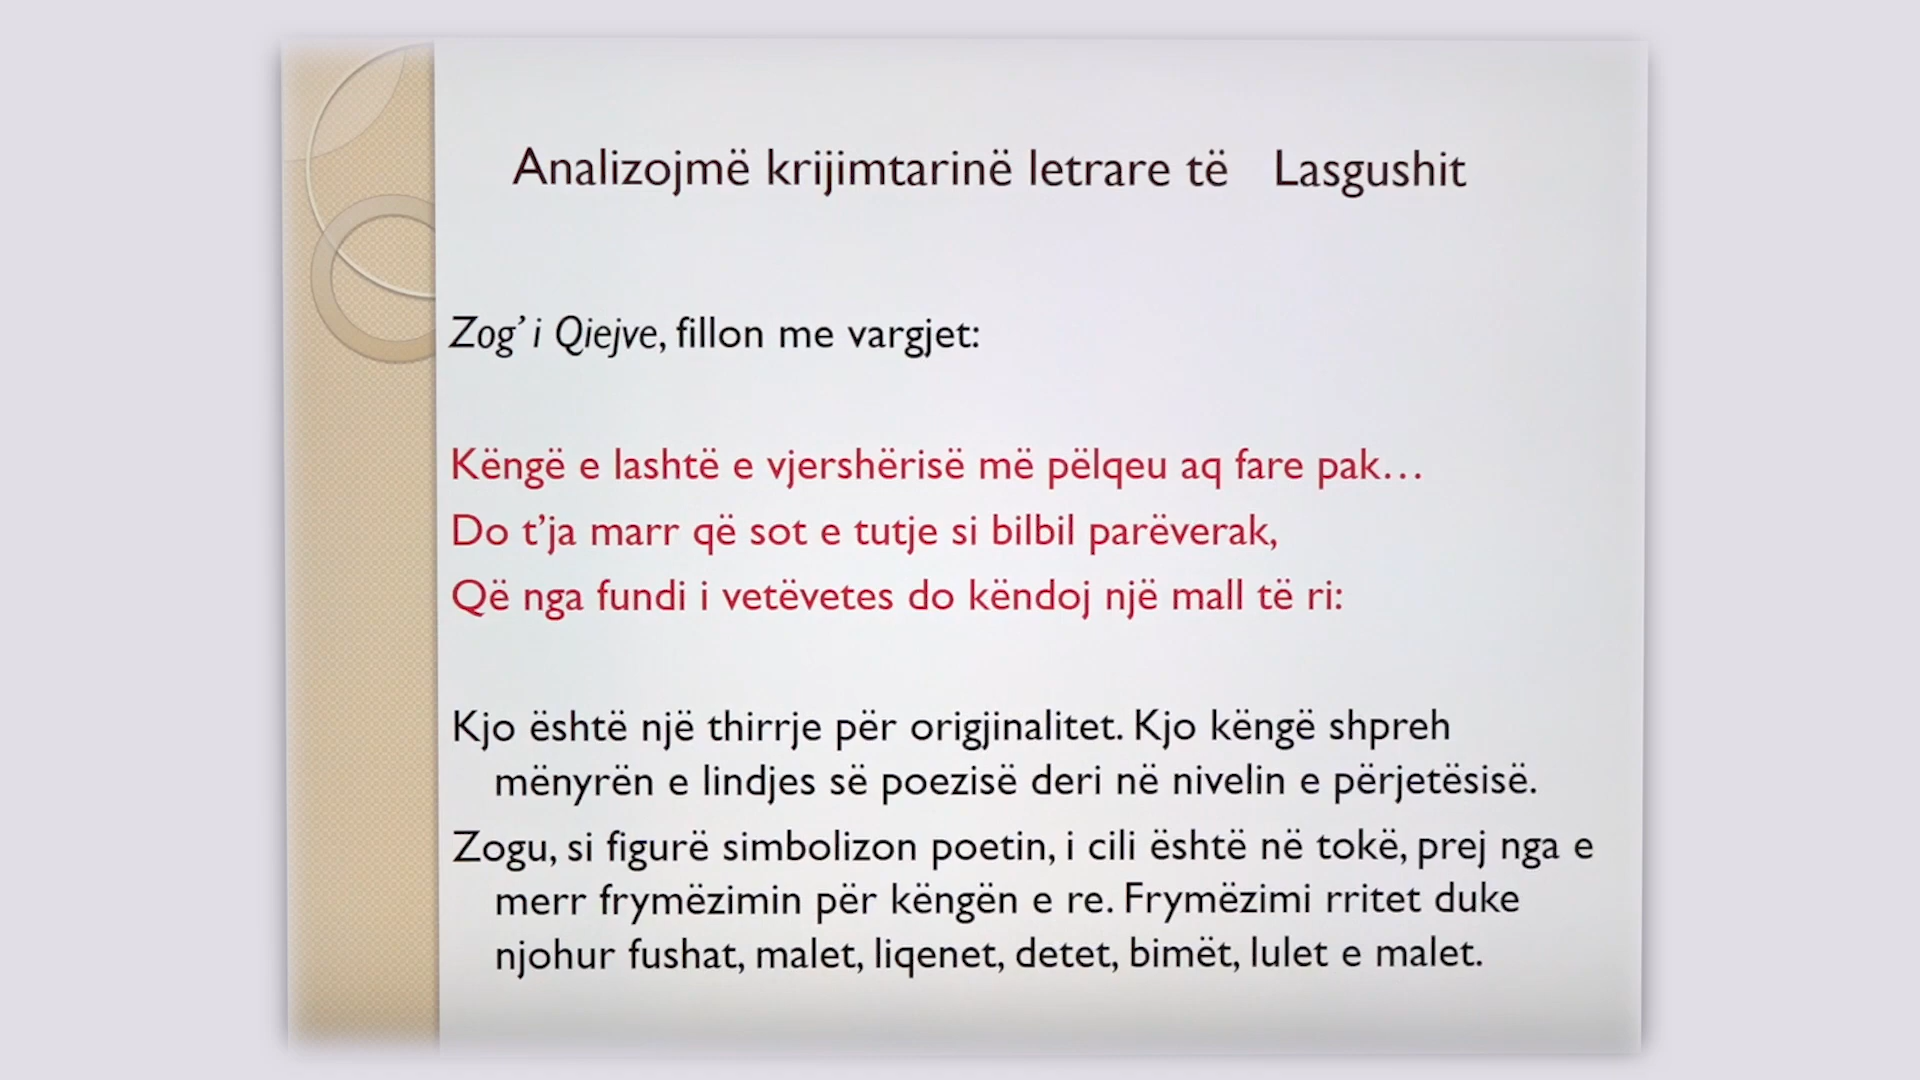 Analizojmë krijimtarinë letrare të Lasgushit
Zog’ i Qiejve, fillon me vargjet:
Këngë e lashtë e vjershërisë më pëlqeu aq fare pak…
Do t’ja marr që sot e tutje si bilbil parëverak,
Që nga fundi i vetëvetes do këndoj një mall të ri:
Kjo është një thirrje për origjinalitet. Kjo këngë shpreh
mënyrën e lindjes së poezisë deri në nivelin e përjetësisë.
Zogu, si figurë simbolizon poetin, i cili është në tokë, prej nga e
merr frymëzimin për këngën e re. Frymëzimi rritet duke
njohur fushat, malet, liqenet, detet, bimët, lulet e malet.